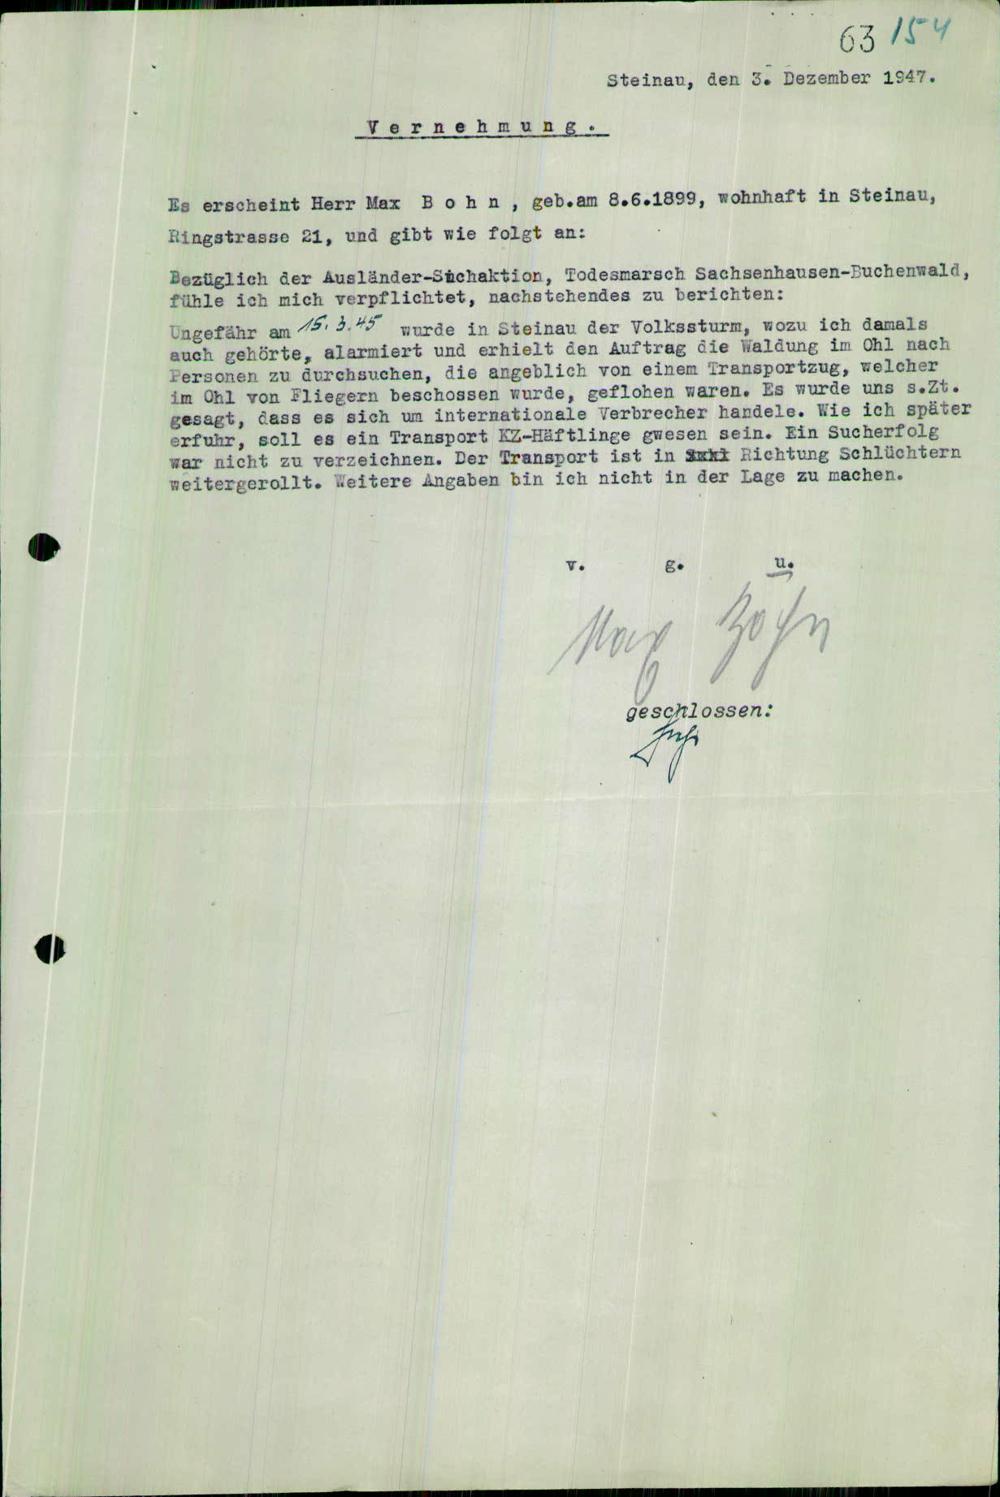 63 154
Steinau, den 3. Dezember 1947.
V e r n e h m u n g .
Es erscheint Herr Max B o h n , geb.am 8.6.1899, wohnhaft in Steinau,
Ringstrasse 21, und gibt wie folgt an:
Bezüglich der Ausländer-Suchaktion, Todesmarsch Sachsenhausen-Buchenwald,
fühle ich mich verpflichtet, nachstehendes zu berichten:
Ungefähr am 15.3.45 wurde in Steinau der Volkssturm, wozu ich damals
auch gehörte, alarmiert und erhielt den Auftrag die Waldung im Ohl nach
Personen zu durchsuchen, die angeblich von einem Transportzug, welcher
im Ohl von Fliegern beschossen wurde, geflohen waren. Es wurde uns s.Zt.
gesagt, dass es sich um internationale Verbrecher handele. Wie ich später
erfuhr, soll es ein Transport KZ-Häftlinge gwesen sein. Ein Sucherfolg
war nicht zu verzeichnen. Der Transport ist in Richtung Schlüchtern
weitergerollt. Weitere Angaben bin ich nicht in der Lage zu machen.
v. g. u.
Max Bohn
geschlossen: